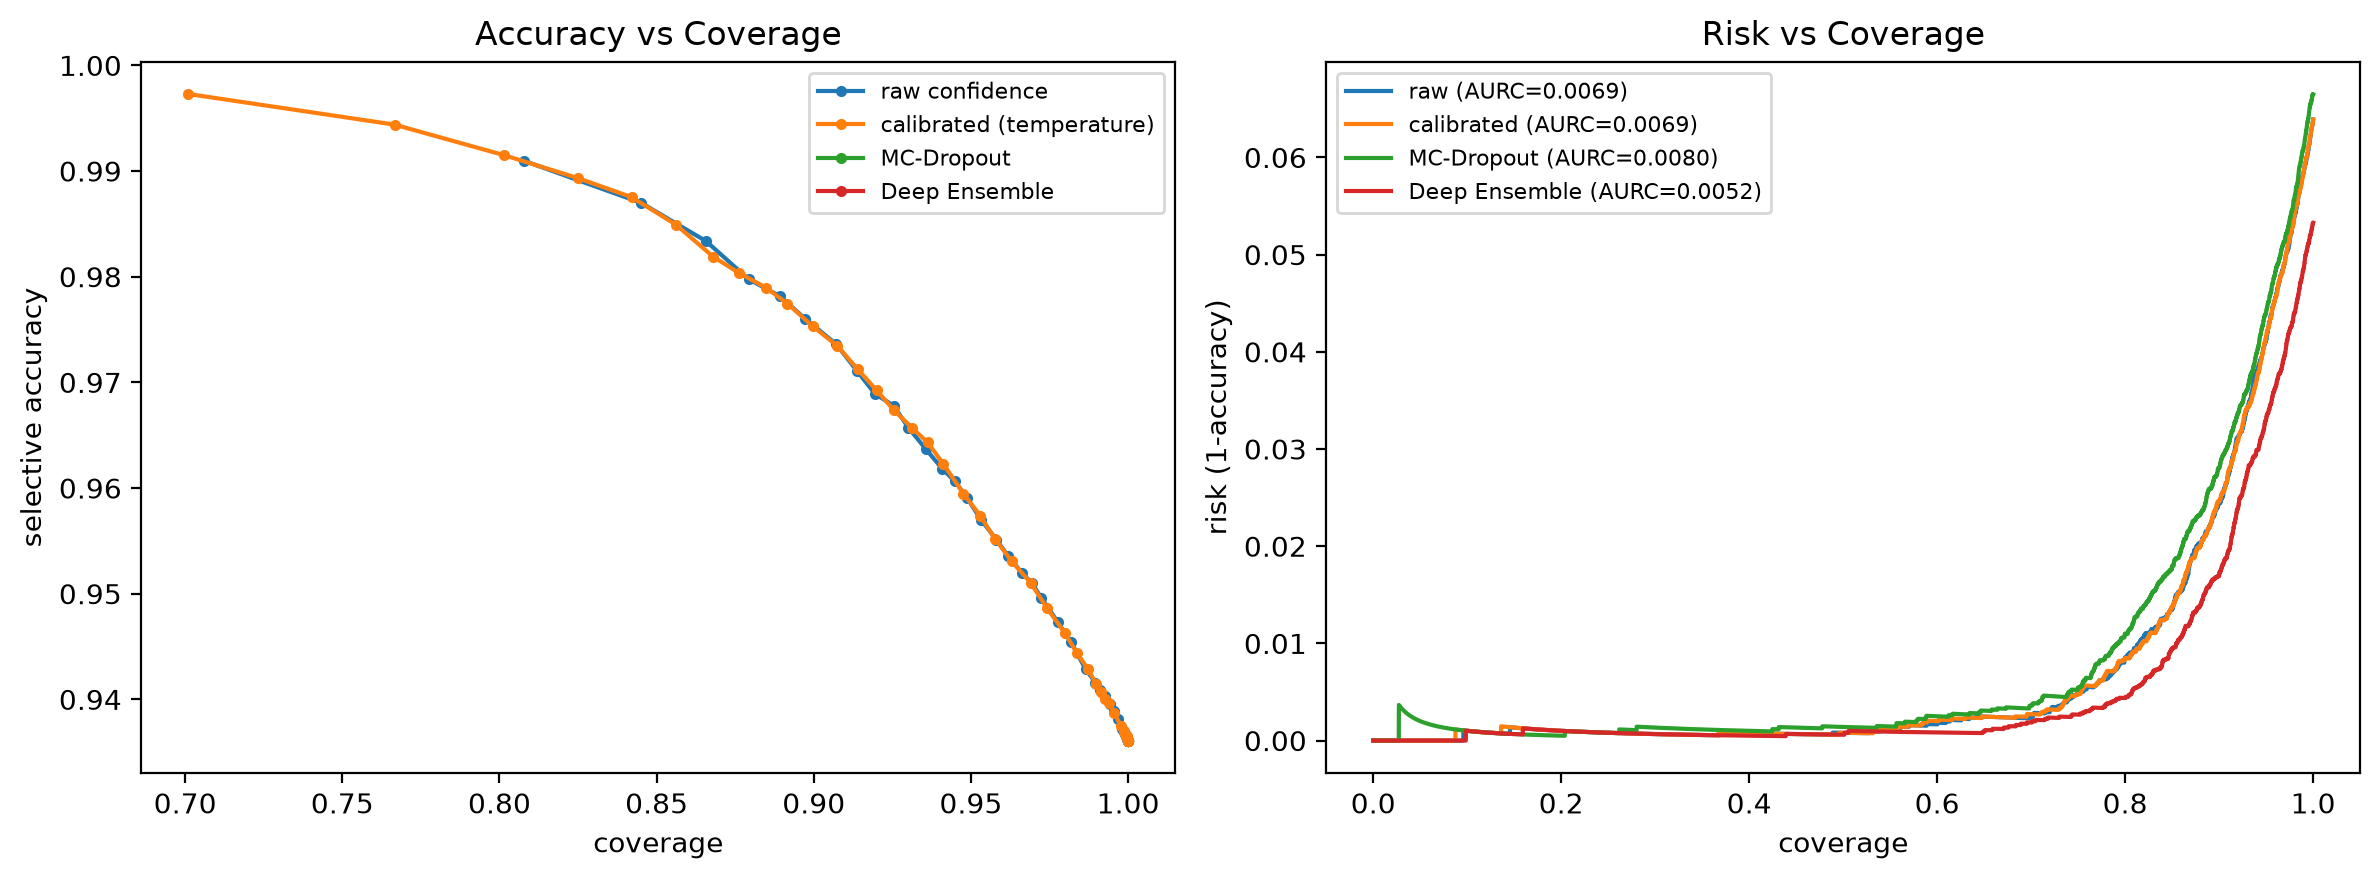 Accuracy vs Coverage
1.00
0.99
0.98
0.97
0.96
0.95
0.94
selective accuracy
0.70 0.75 0.80 0.85 0.90 0.95 1.00
coverage
raw confidence
calibrated (temperature)
MC-Dropout
Deep Ensemble
Risk vs Coverage
0.06
0.05
0.04
0.03
0.02
0.01
0.00
risk (1-accuracy)
0.0 0.2 0.4 0.6 0.8 1.0
coverage
raw (AURC=0.0069)
calibrated (AURC=0.0069)
MC-Dropout (AURC=0.0080)
Deep Ensemble (AURC=0.0052)